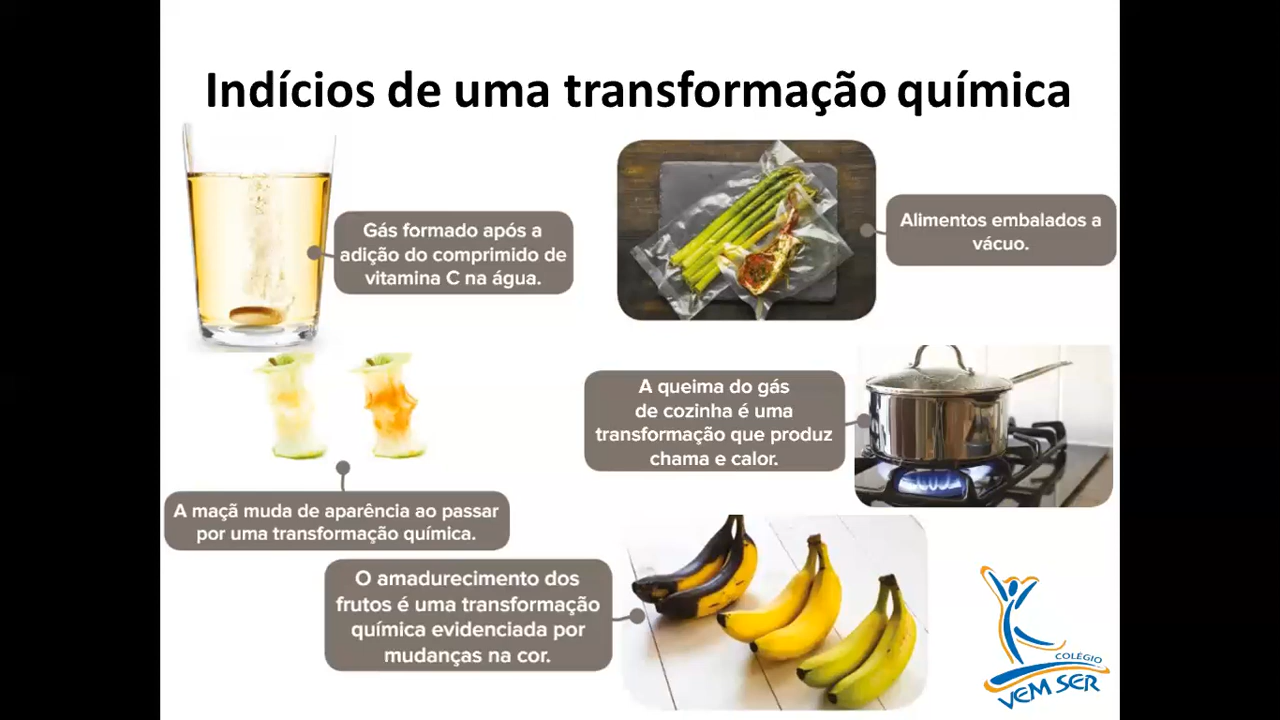 Indícios de uma transformação química
Gás formado após a
adição do comprimido de
vitamina C na água.
Alimentos embalados a
vácuo.
A queima do gás
de cozinha é uma
transformação que produz
chama e calor.
A maçã muda de aparência ao passar
por uma transformação química.
O amadurecimento dos
frutos é uma transformação
química evidenciada por
mudanças na cor.
COLÉGIO
VEM SER